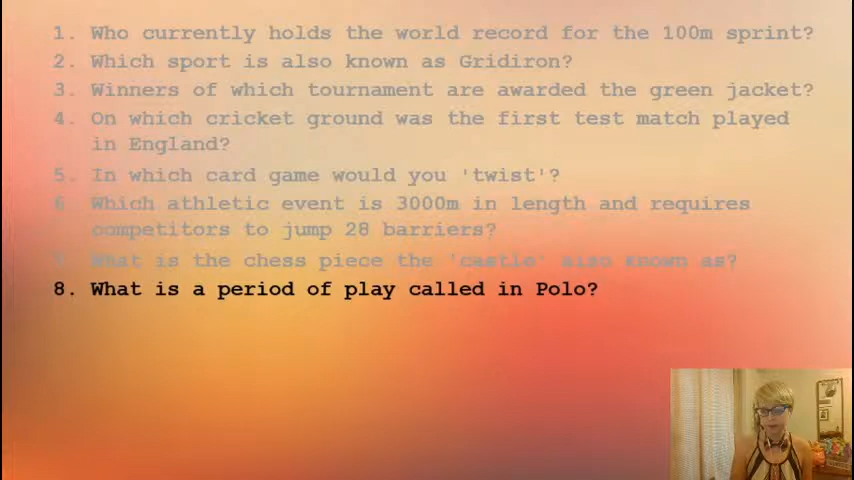 1. Who currently holds the world record for the 100m sprint?
2. Which sport is also known as Gridiron?
3. Winners of which tournament are awarded the green jacket?
4. On which cricket ground was the first test match played
in England?
5. In which card game would you 'twist'?
6. Which athletic event is 3000m in length and requires
competitors to jump 28 barriers?
7. What is the chess piece the 'castle' also known as?
8. What is a period of play called in Polo?